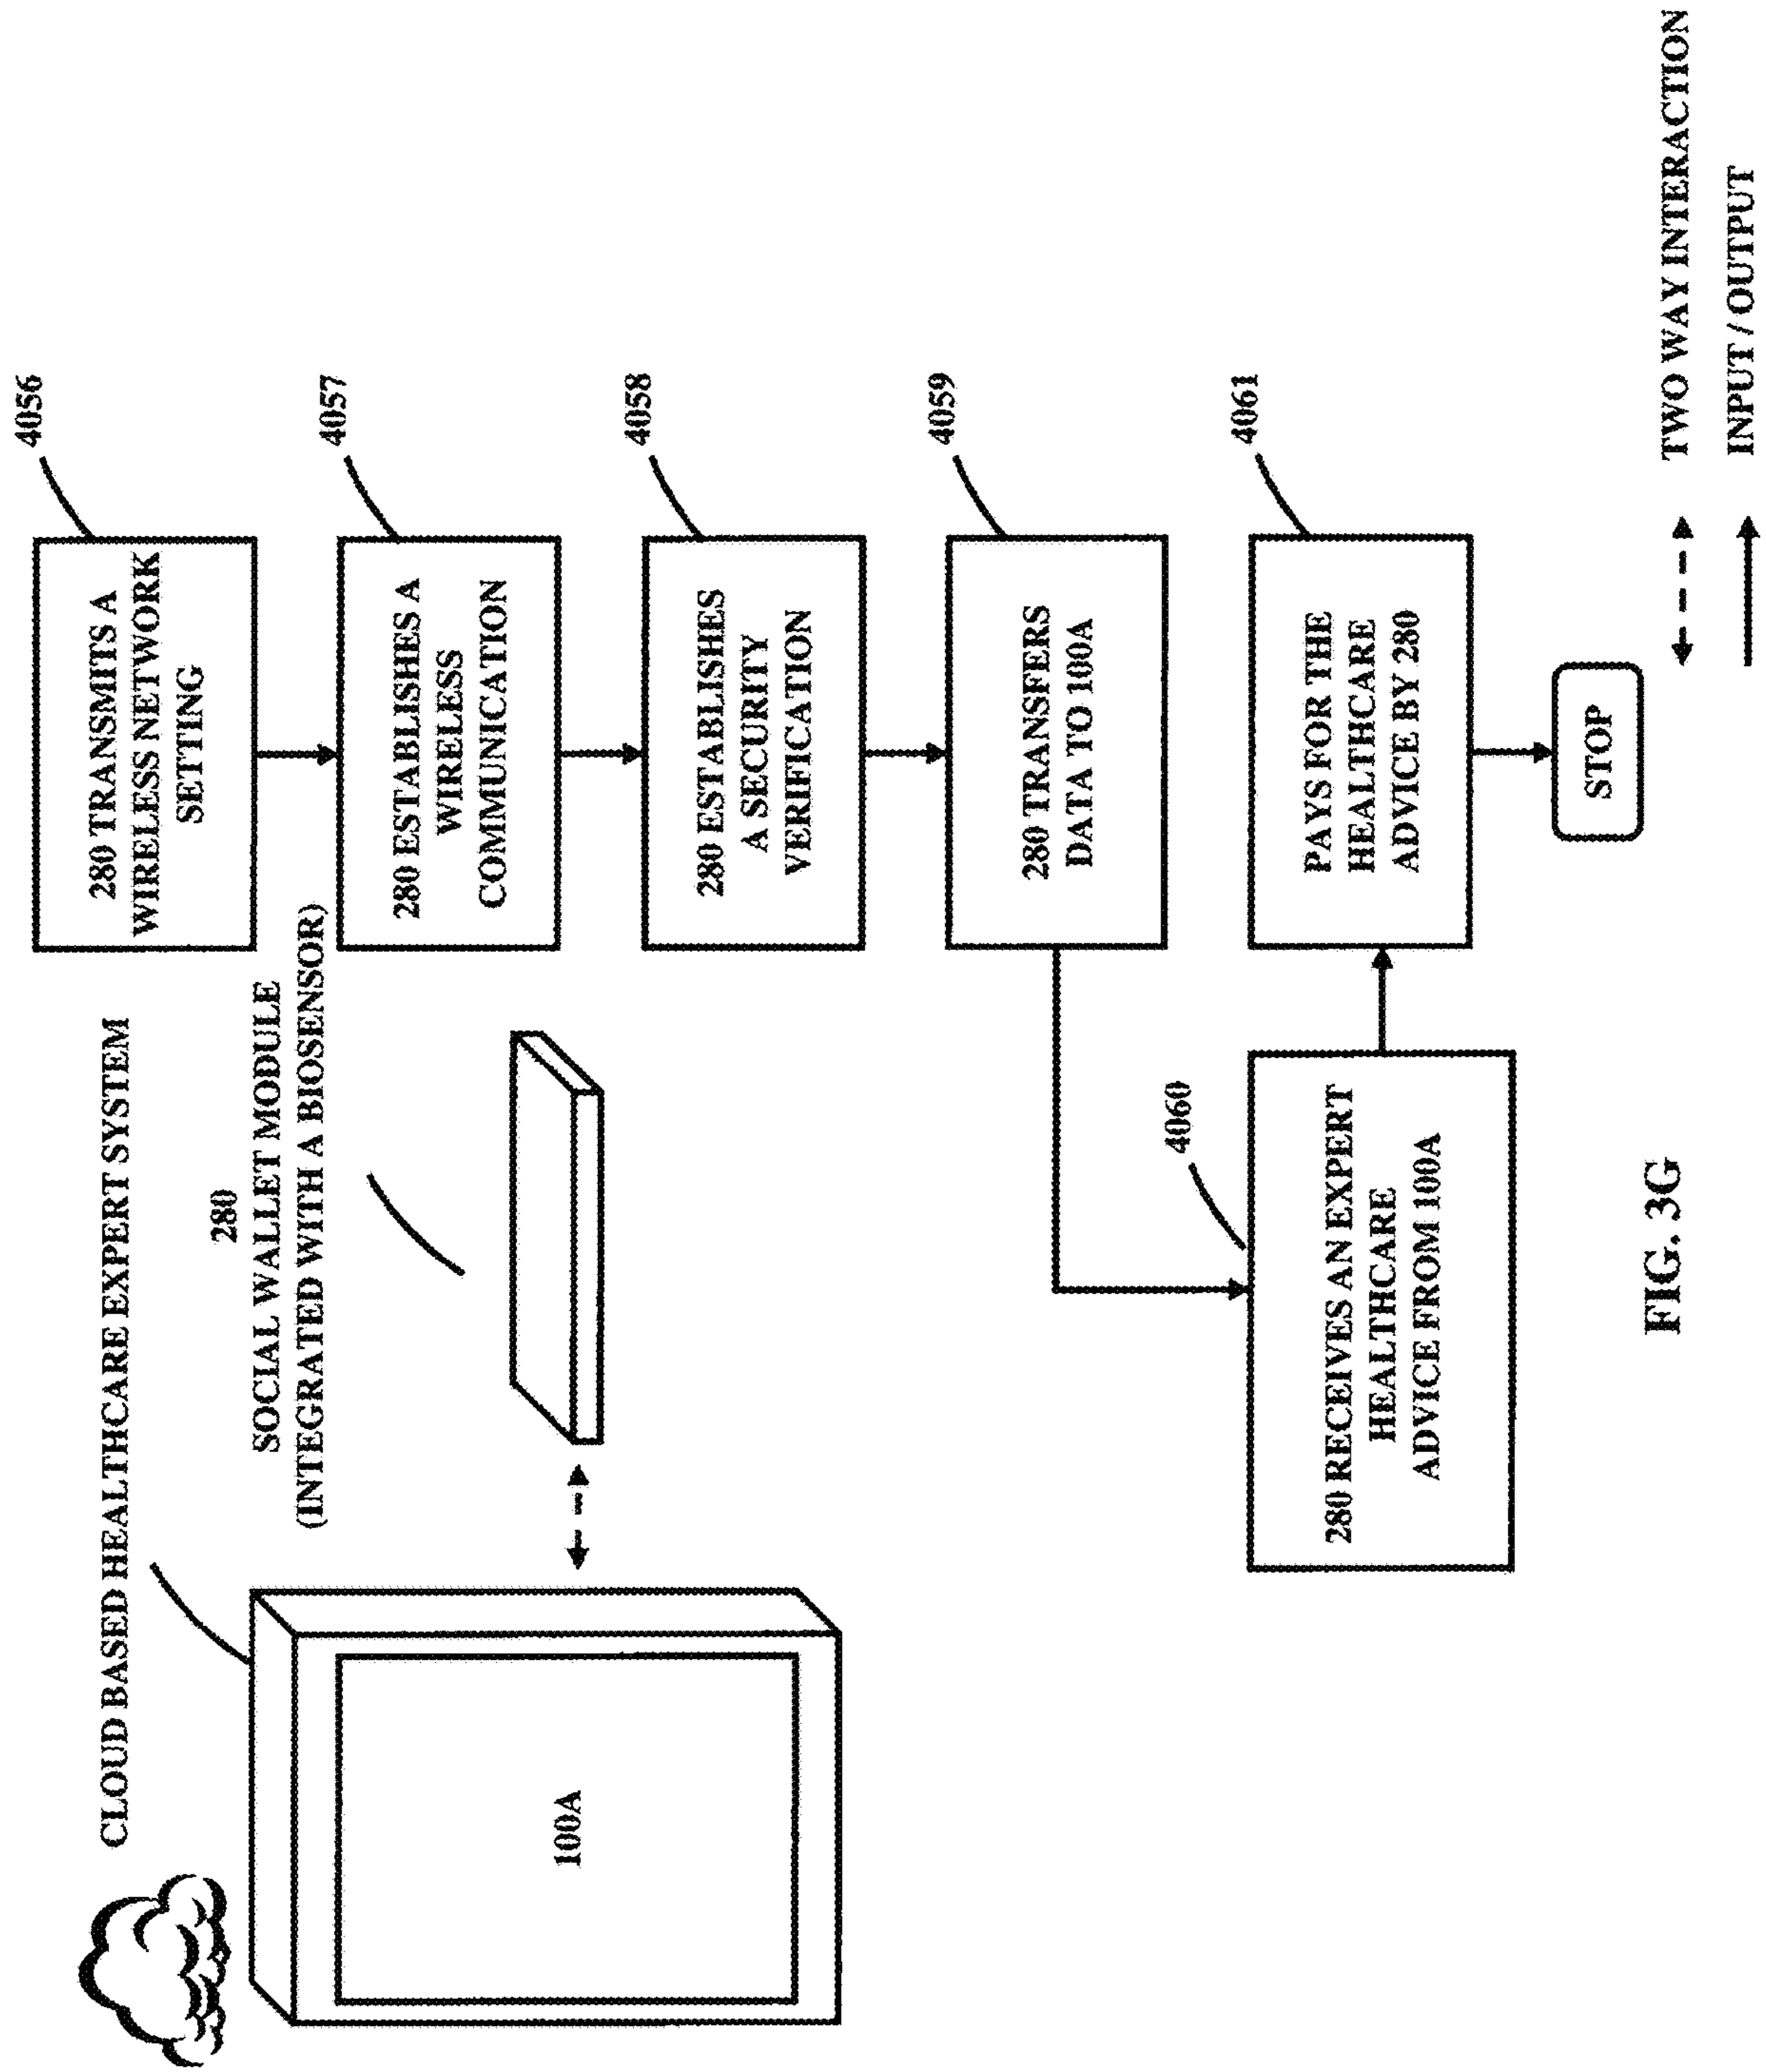 CLOUD BASED HEALTHCARE EXPERT SYSTEM
280
SOCIAL WALLET MODULE
(INTEGRATED WITH A BIOSENSOR)
100A
4056
280 TRANSMITS A
WIRELESS NETWORK
SETTING
4057
280 ESTABLISHES A
WIRELESS
COMMUNICATION
4058
280 ESTABLISHES
A SECURITY
VERIFICATION
4059
280 TRANSFERS
DATA TO 100A
4060
280 RECEIVES AN EXPERT
HEALTHCARE
ADVICE FROM 100A
4061
PAYS FOR THE
HEALTHCARE
ADVICE BY 280
STOP
TWO WAY INTERACTION
INPUT / OUTPUT
FIG. 3G